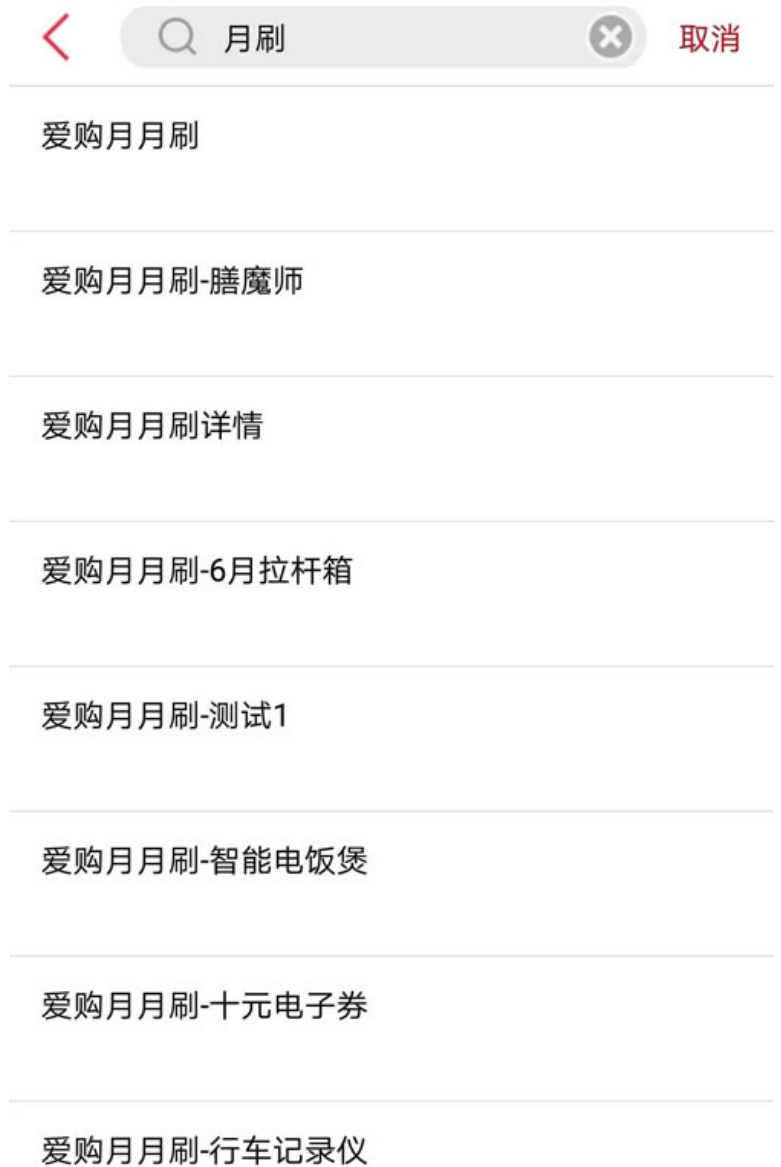 月刷 取消
爱购月月刷
爱购月月刷-膳魔师
爱购月月刷详情
爱购月月刷-6月拉杆箱
爱购月月刷-测试1
爱购月月刷-智能电饭煲
爱购月月刷-十元电子券
爱购月月刷-行车记录仪